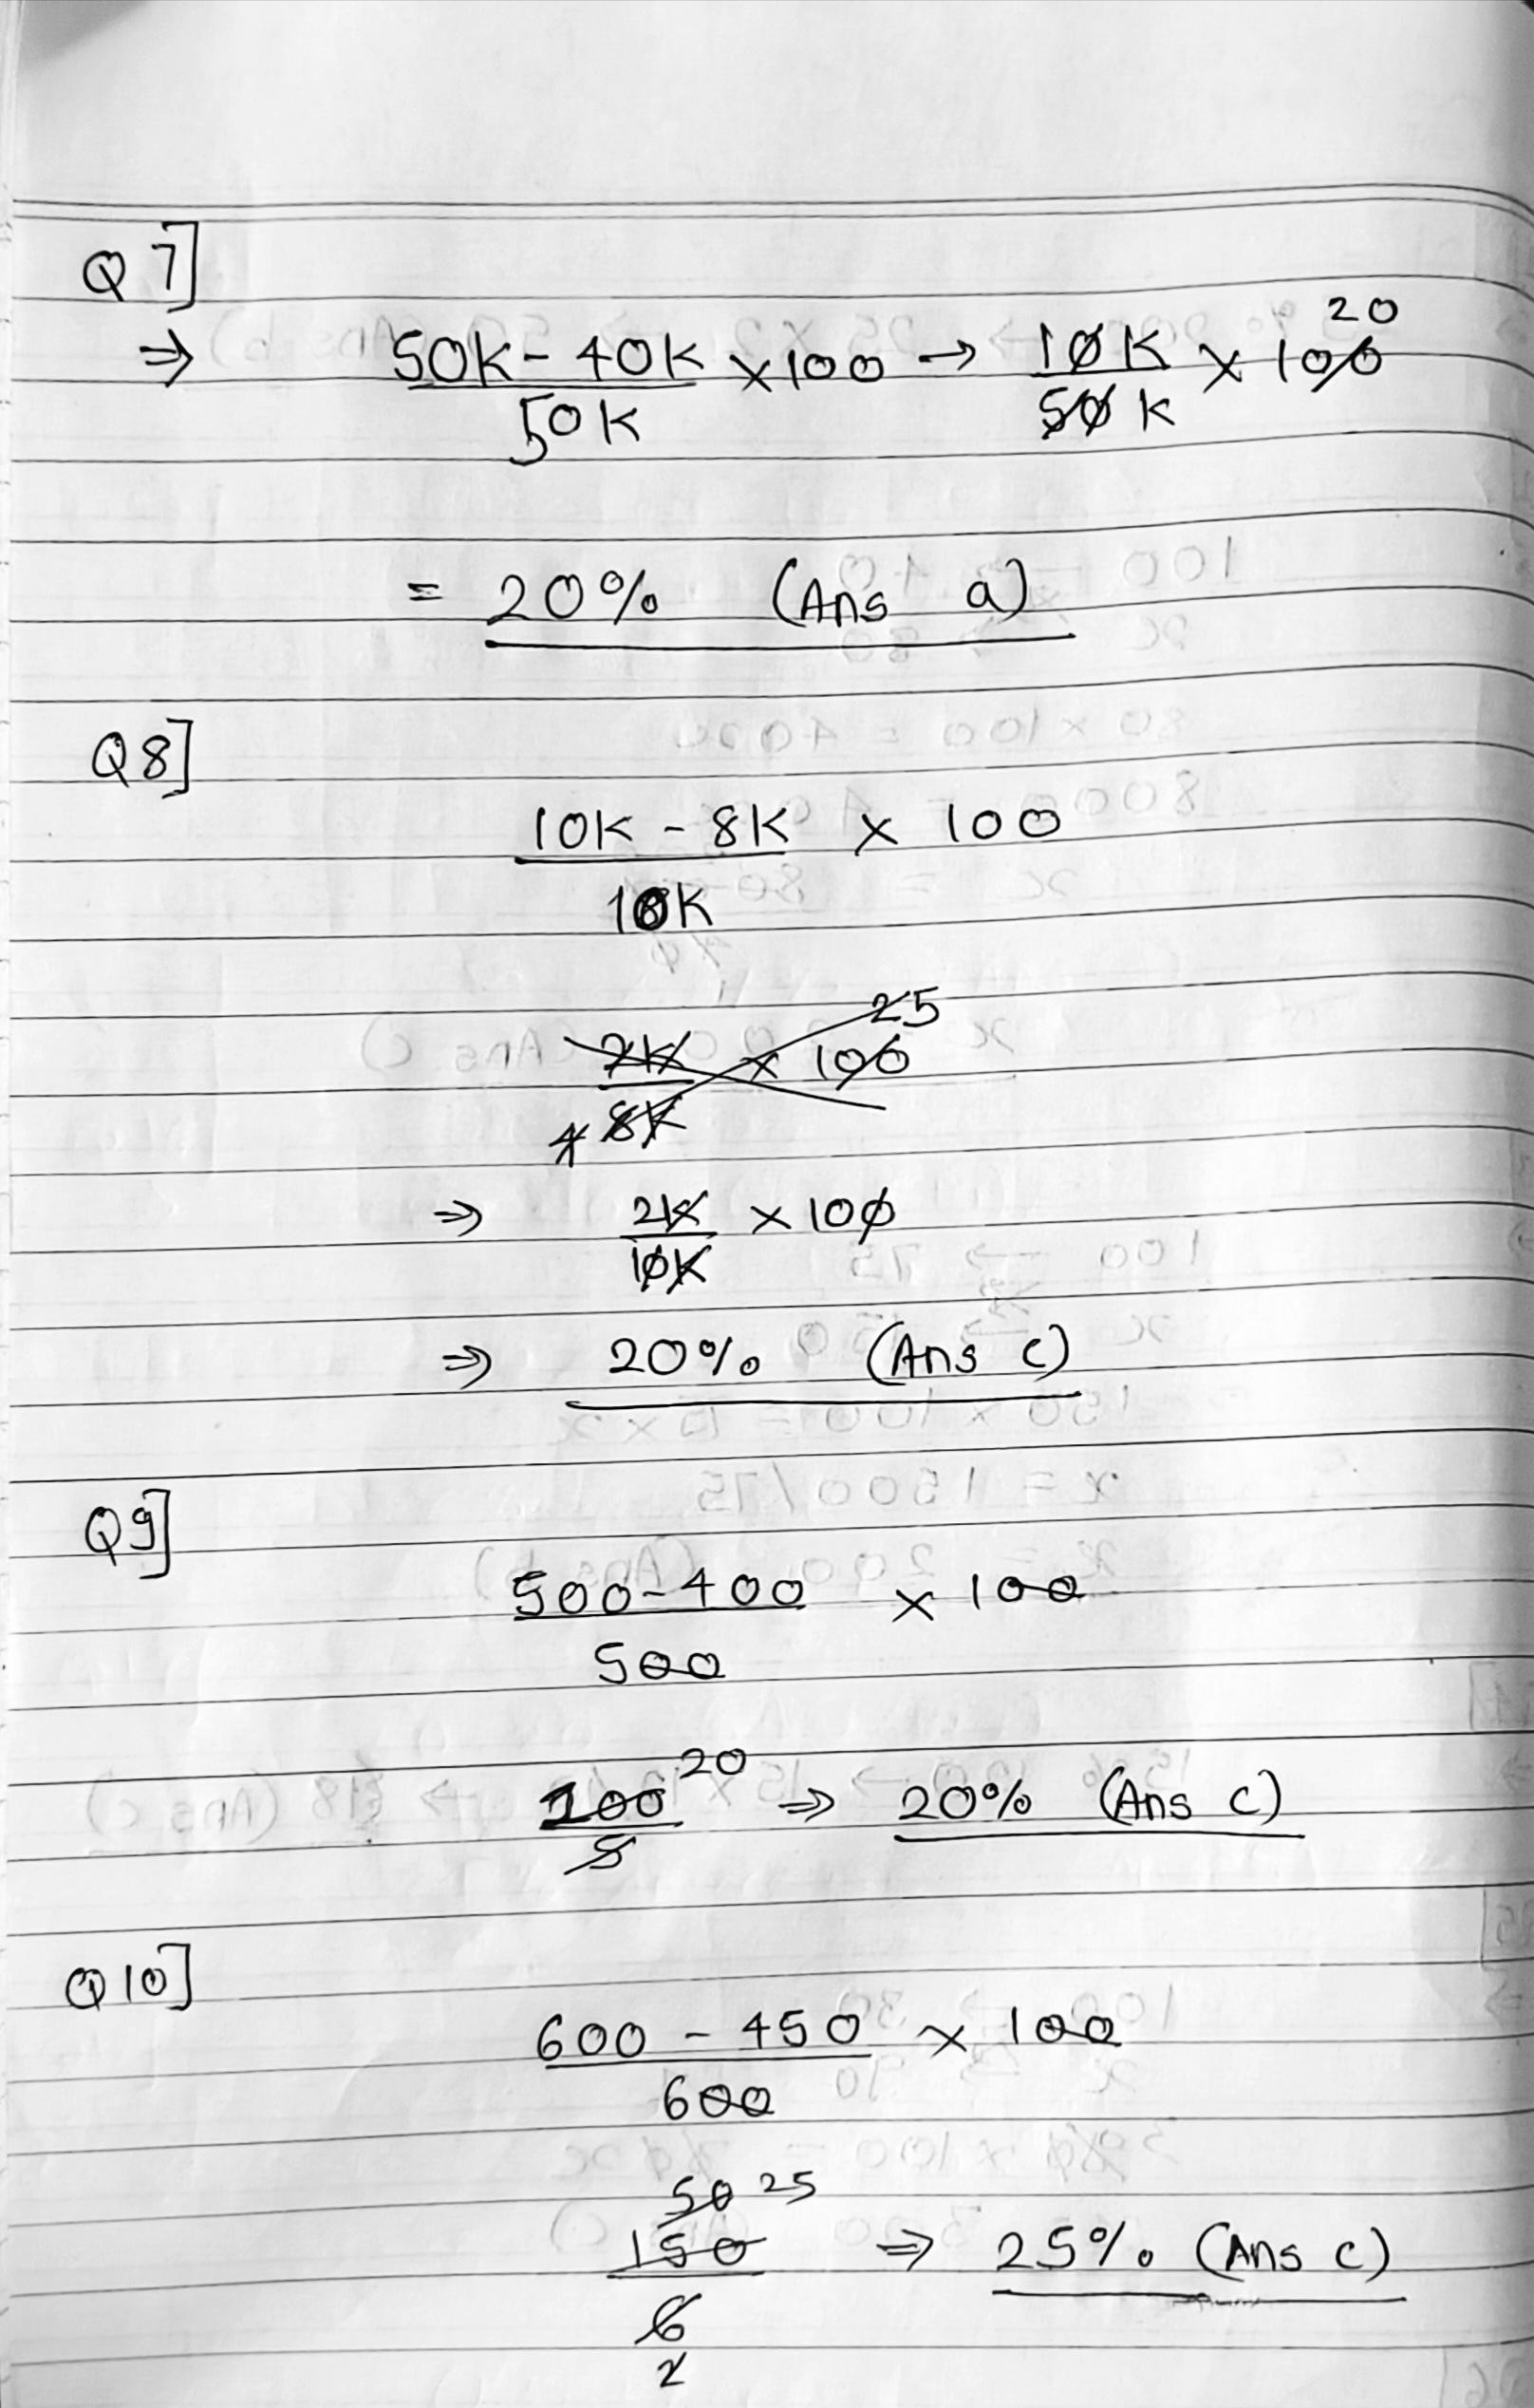 Q 7]
⇒ 50K - 40K / 50K × 100 → 10K / 50K × 100 20
= 20% (Ans a)
Q8]
10K - 8K / 10K × 100
2K / 8K × 100 4 25
⇒ 2K / 10K × 100
⇒ 20% (Ans c)
Q9]
500 - 400 / 500 × 100
100 / 5 20 ⇒ 20% (Ans c)
Q10]
600 - 450 / 600 × 100
50 25
150 / 6 ⇒ 25% (Ans c)
2